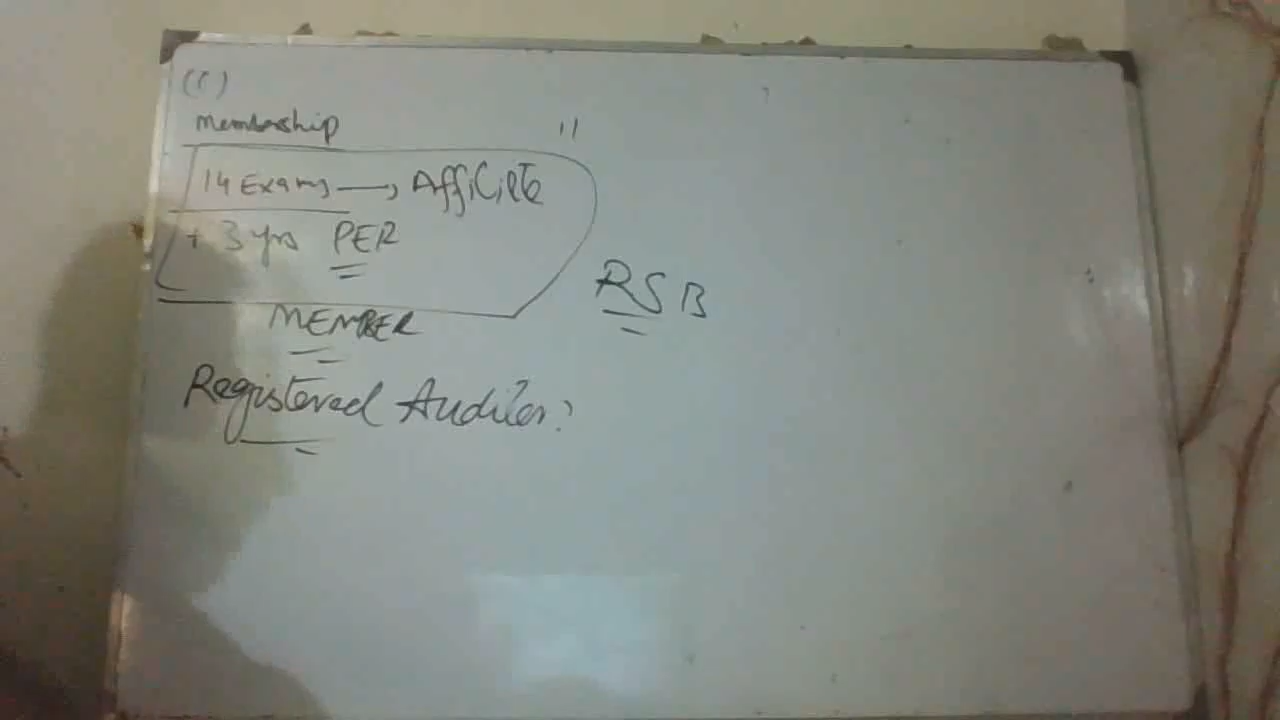 (1)
Membership
14 Exams → Affiliate
+ 3 yrs PER
MEMBER
RSB
Registered Auditor?